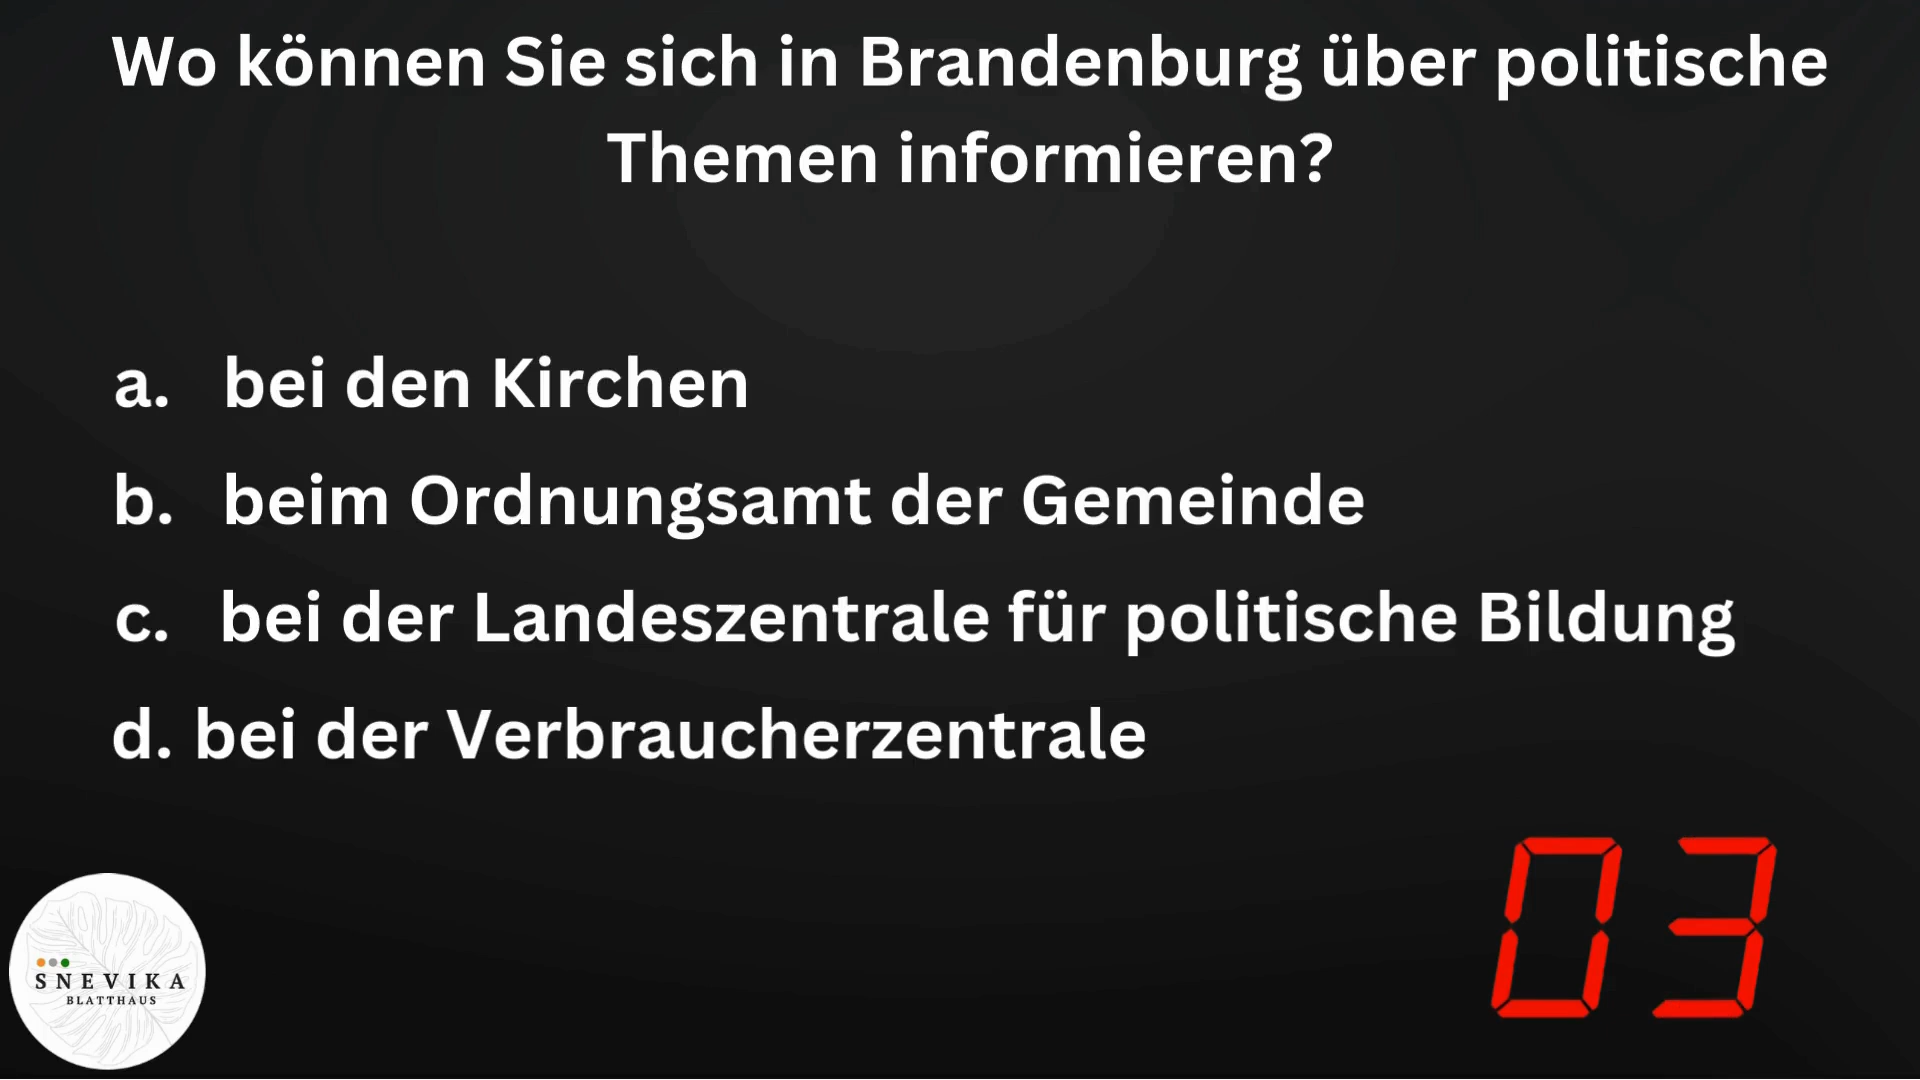 Wo können Sie sich in Brandenburg über politische
Themen informieren?
a. bei den Kirchen
b. beim Ordnungsamt der Gemeinde
c. bei der Landeszentrale für politische Bildung
d. bei der Verbraucherzentrale
03
SNEVIKA
BLATTHAUS